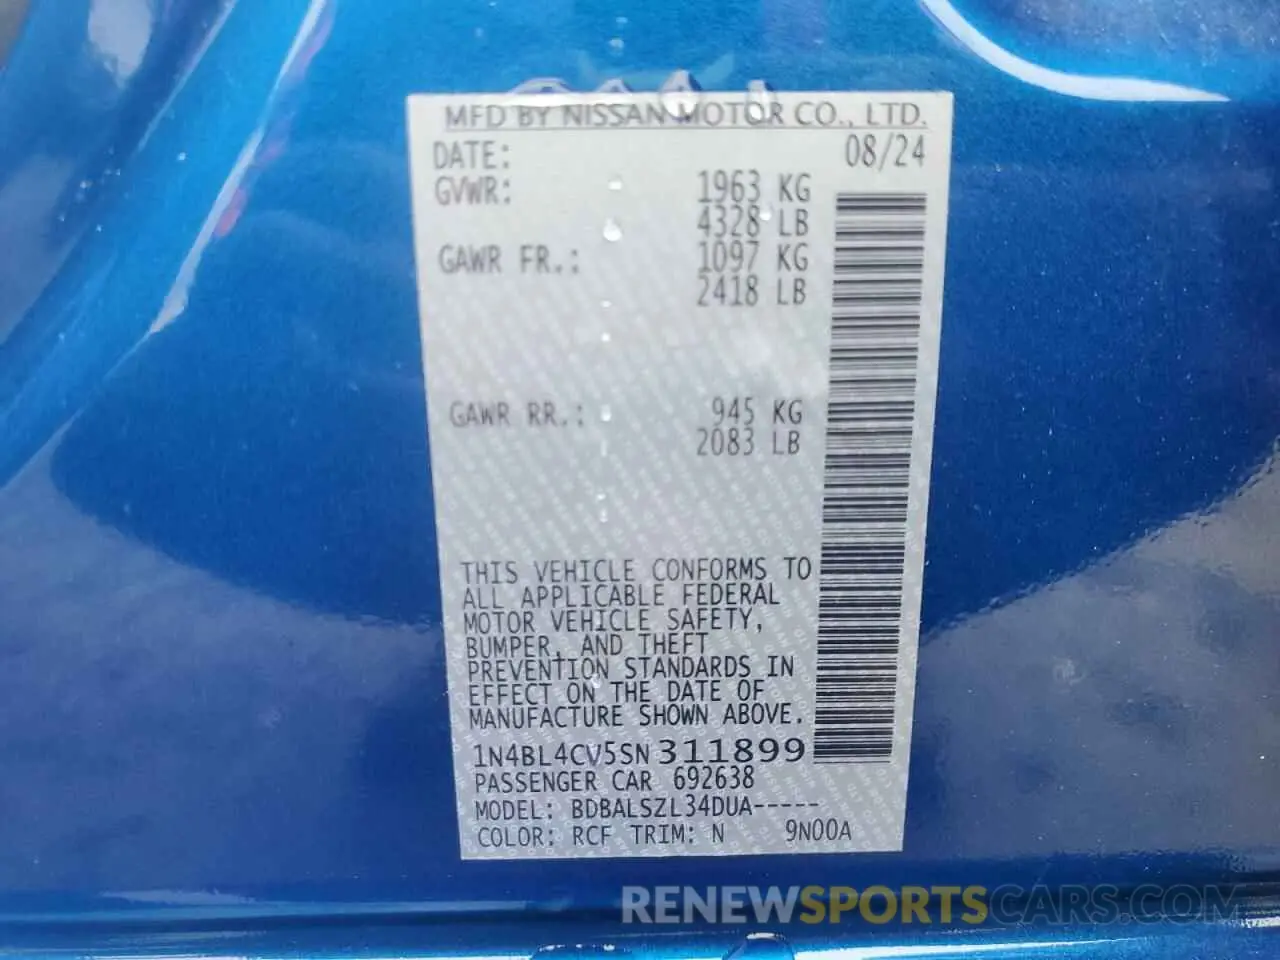 MFD BY NISSAN MOTOR CO., LTD.
DATE: 08/24
GVWR: 1963 KG
4328 LB
GAWR FR.: 1097 KG
2418 LB
GAWR RR.: 945 KG
2083 LB
THIS VEHICLE CONFORMS TO
ALL APPLICABLE FEDERAL
MOTOR VEHICLE SAFETY,
BUMPER, AND THEFT
PREVENTION STANDARDS IN
EFFECT ON THE DATE OF
MANUFACTURE SHOWN ABOVE.
1N4BL4CV5SN311899
PASSENGER CAR 692638
MODEL: BDBALSZL34DUA-----
COLOR: RCF TRIM: N 9N00A
RENEWSPORTSCARS.COM